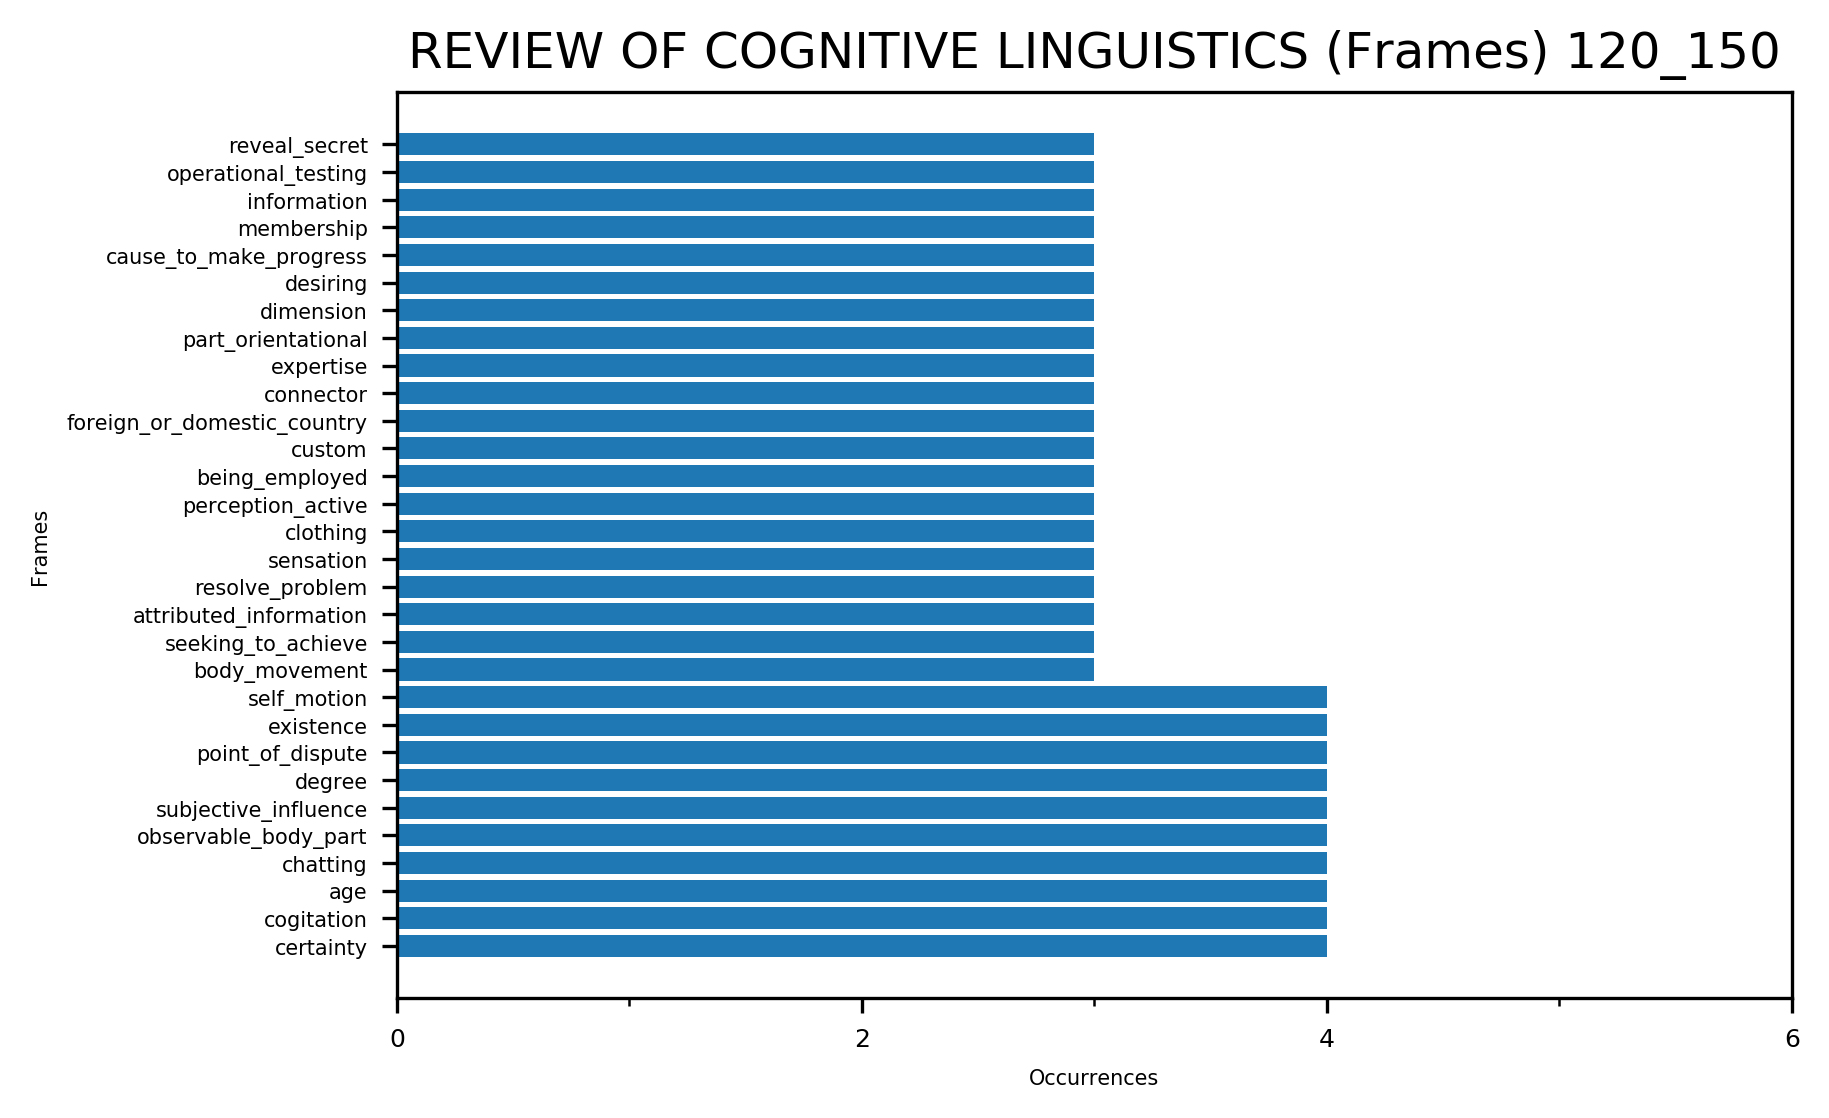 REVIEW OF COGNITIVE LINGUISTICS (Frames) 120_150
reveal_secret
operational_testing
information
membership
cause_to_make_progress
desiring
dimension
part_orientational
expertise
connector
foreign_or_domestic_country
custom
being_employed
perception_active
clothing
sensation
resolve_problem
attributed_information
seeking_to_achieve
body_movement
self_motion
existence
point_of_dispute
degree
subjective_influence
observable_body_part
chatting
age
cogitation
certainty
Frames
0 2 4 6
Occurrences